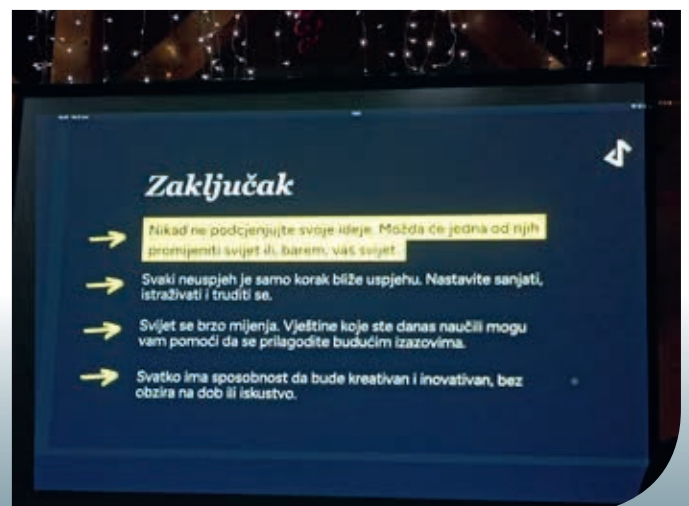 Zaključak
Nikad ne podcjenjujte svoje ideje. Možda će jedna od njih
promijeniti svijet ili, barem, vaš svijet.
Svaki neuspjeh je samo korak bliže uspjehu. Nastavite sanjati,
istraživati i truditi se.
Svijet se brzo mijenja. Vještine koje ste danas naučili mogu
vam pomoći da se prilagodite budućim izazovima.
Svatko ima sposobnost da bude kreativan i inovativan, bez
obzira na dob ili iskustvo.